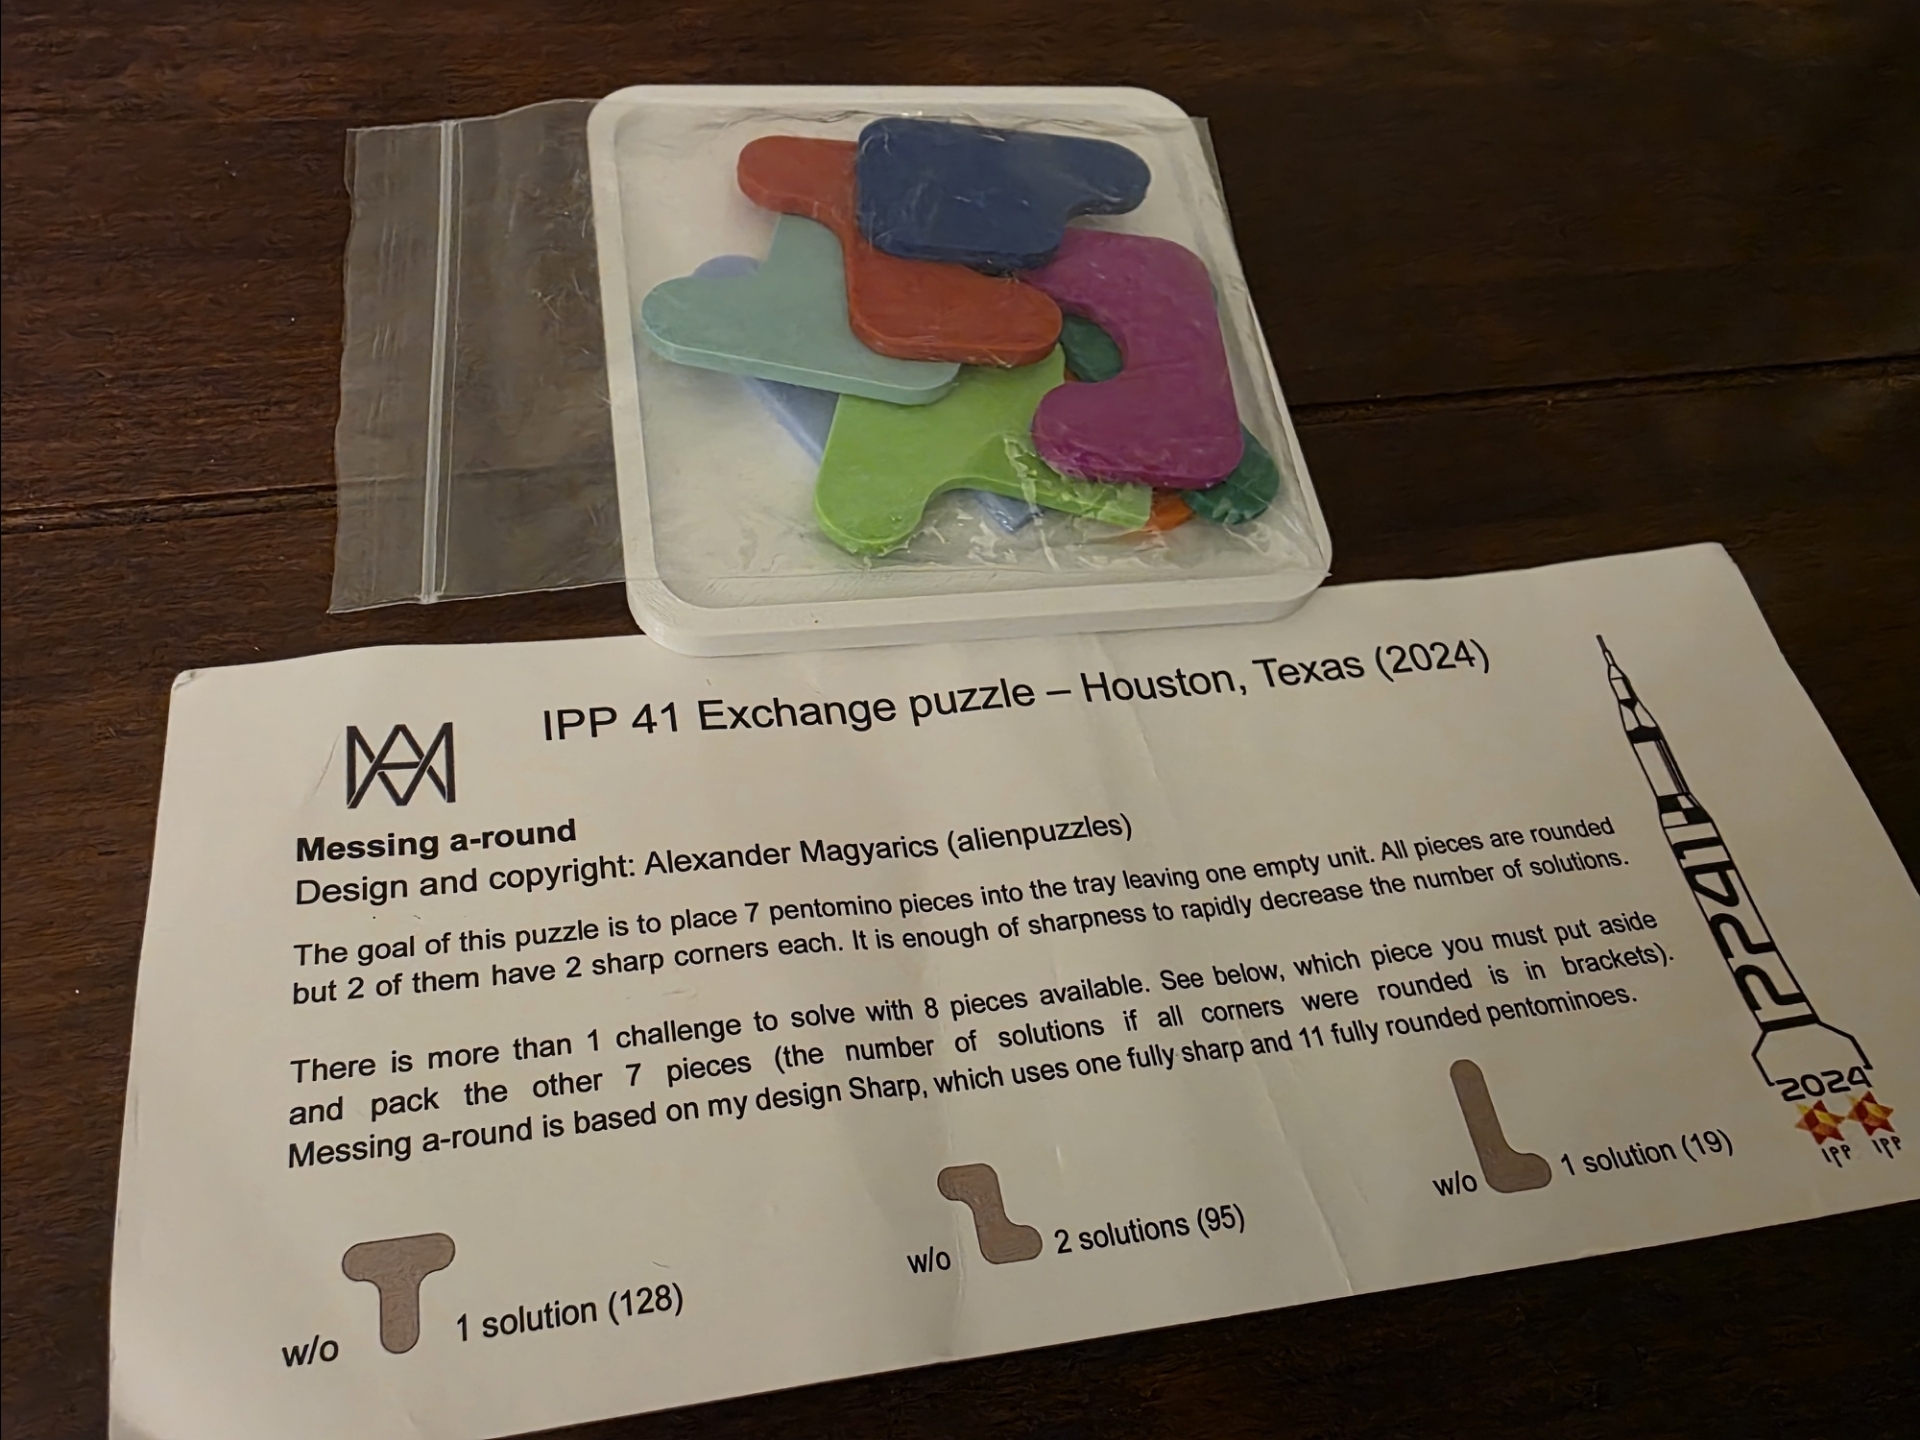 IPP 41 Exchange puzzle – Houston, Texas (2024)
Messing a-round
Design and copyright: Alexander Magyarics (alienpuzzles)
The goal of this puzzle is to place 7 pentomino pieces into the tray leaving one empty unit. All pieces are rounded
but 2 of them have 2 sharp corners each. It is enough of sharpness to rapidly decrease the number of solutions.
There is more than 1 challenge to solve with 8 pieces available. See below, which piece you must put aside
and pack the other 7 pieces (the number of solutions if all corners were rounded is in brackets).
Messing a-round is based on my design Sharp, which uses one fully sharp and 11 fully rounded pentominoes.
w/o 1 solution (128)
w/o 2 solutions (95)
w/o 1 solution (19)
IPP41
2024
IPP IPP